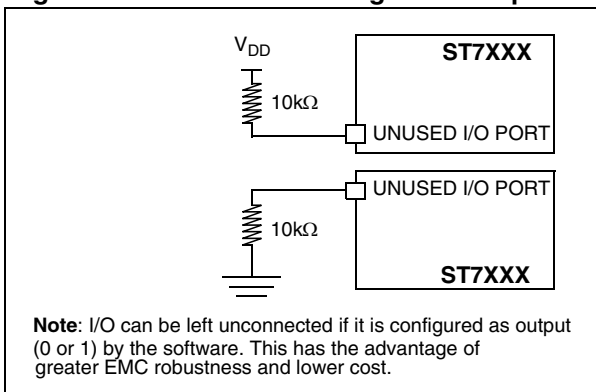 V_DD
ST7XXX
10kΩ
UNUSED I/O PORT
UNUSED I/O PORT
10kΩ
ST7XXX
Note: I/O can be left unconnected if it is configured as output
(0 or 1) by the software. This has the advantage of
greater EMC robustness and lower cost.